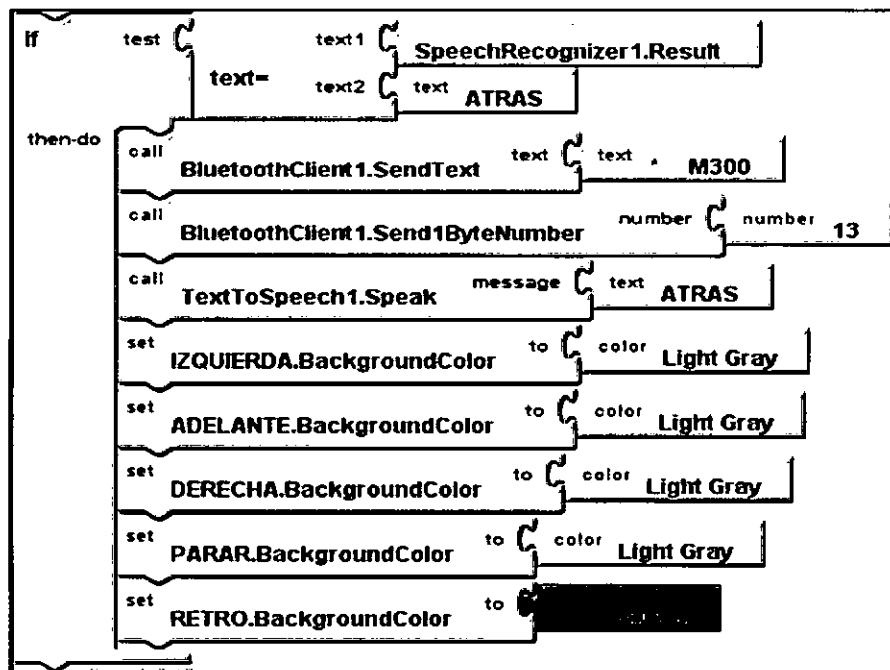 If test text1 SpeechRecognizer1.Result
text= text2 text ATRAS
then-do
call BluetoothClient1.SendText text text M300
call BluetoothClient1.Send1ByteNumber number number 13
call TextToSpeech1.Speak message text ATRAS
set IZQUIERDA.BackgroundColor to color Light Gray
set ADELANTE.BackgroundColor to color Light Gray
set DERECHA.BackgroundColor to color Light Gray
set PARAR.BackgroundColor to color Light Gray
set RETRO.BackgroundColor to